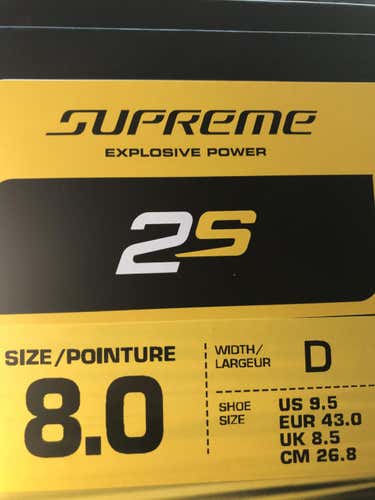 SUPREME
EXPLOSIVE POWER
2S
SIZE/POINTURE
8.0
WIDTH/
LARGEUR
D
SHOE
SIZE
US 9.5
EUR 43.0
UK 8.5
CM 26.8